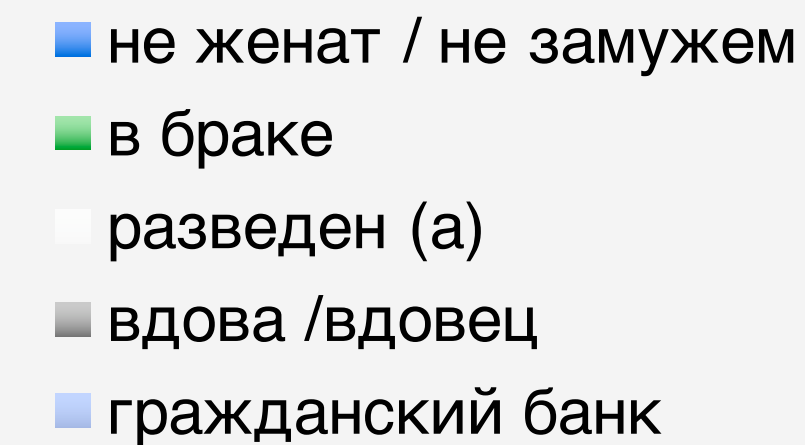 не женат / не замужем
в браке
разведен (а)
вдова /вдовец
гражданский банк